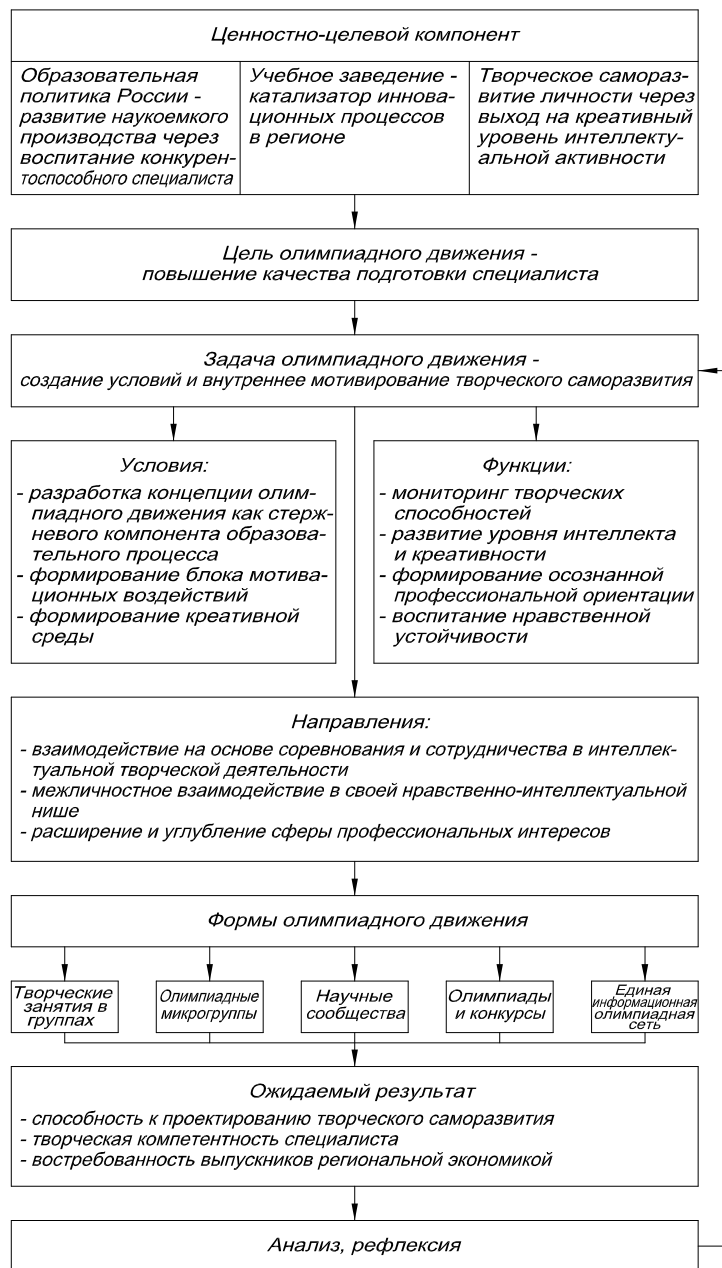 Ценностно-целевой компонент
Образовательная
политика России -
развитие наукоемкого
производства через
воспитание конкурен-
тоспособного специалиста
Учебное заведение -
катализатор иннова-
ционных процессов
в регионе
Творческое самораз-
витие личности через
выход на креативный
уровень интеллекту-
альной активности
Цель олимпиадного движения -
повышение качества подготовки специалиста
Задача олимпиадного движения -
создание условий и внутреннее мотивирование творческого саморазвития
Условия:
- разработка концепции олим-
пиадного движения как стерж-
невого компонента образова-
тельного процесса
- формирование блока мотива-
ционных воздействий
- формирование креативной
среды
Функции:
- мониторинг творческих
способностей
- развитие уровня интеллекта
и креативности
- формирование осознанной
профессиональной ориентации
- воспитание нравственной
устойчивости
Направления:
- взаимодействие на основе соревнования и сотрудничества в интеллек-
туальной творческой деятельности
- межличностное взаимодействие в своей нравственно-интеллектуальной
нише
- расширение и углубление сферы профессиональных интересов
Формы олимпиадного движения
Творческие
занятия в
группах
Олимпиадные
микрогруппы
Научные
сообщества
Олимпиады
и конкурсы
Единая
информационная
олимпиадная
сеть
Ожидаемый результат
- способность к проектированию творческого саморазвития
- творческая компетентность специалиста
- востребованность выпускников региональной экономикой
Анализ, рефлексия